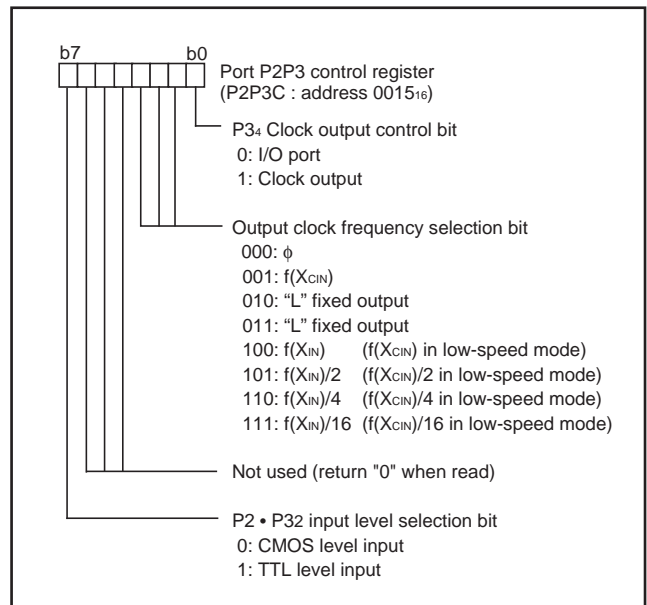 b7 b0
Port P2P3 control register
(P2P3C : address 0015₁₆)
P3₄ Clock output control bit
0: I/O port
1: Clock output
Output clock frequency selection bit
000: ϕ
001: f(XCIN)
010: “L” fixed output
011: “L” fixed output
100: f(XIN) (f(XCIN) in low-speed mode)
101: f(XIN)/2 (f(XCIN)/2 in low-speed mode)
110: f(XIN)/4 (f(XCIN)/4 in low-speed mode)
111: f(XIN)/16 (f(XCIN)/16 in low-speed mode)
Not used (return "0" when read)
P2 • P32 input level selection bit
0: CMOS level input
1: TTL level input